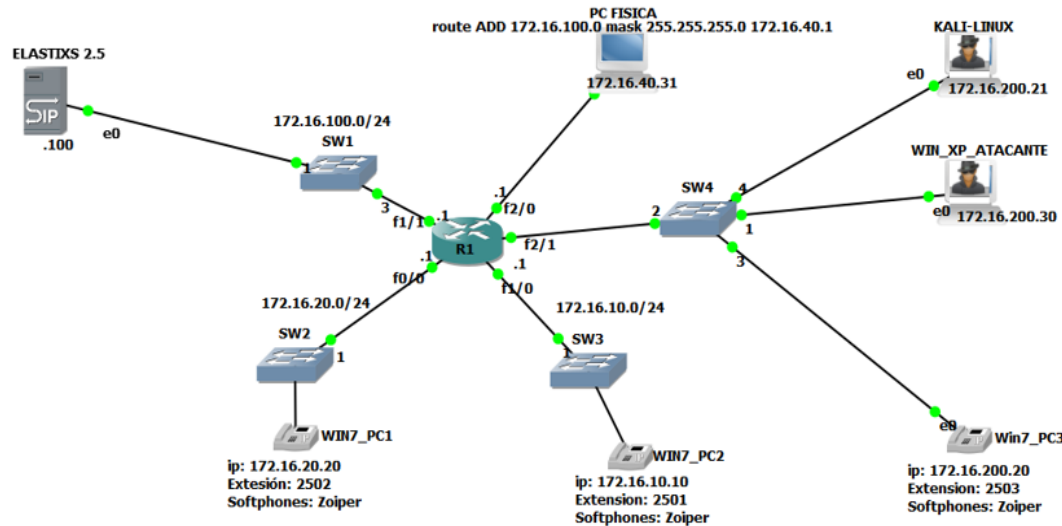 PC FISICA
route ADD 172.16.100.0 mask 255.255.255.0 172.16.40.1
172.16.40.31
KALI-LINUX
e0
172.16.200.21
ELASTIXS 2.5
SIP
.100
e0
172.16.100.0/24
SW1
1
3
WIN_XP_ATACANTE
e0
172.16.200.30
SW4
4
2
1
3
.1
f2/0
.1
f1/1
R1
f2/1
.1
f0/0
.1
f1/0
172.16.20.0/24
SW2
1
172.16.10.0/24
SW3
1
WIN7_PC1
ip: 172.16.20.20
Extesión: 2502
Softphones: Zoiper
WIN7_PC2
ip: 172.16.10.10
Extension: 2501
Softphones: Zoiper
e0
Win7_PC3
ip: 172.16.200.20
Extension: 2503
Softphones: Zoiper